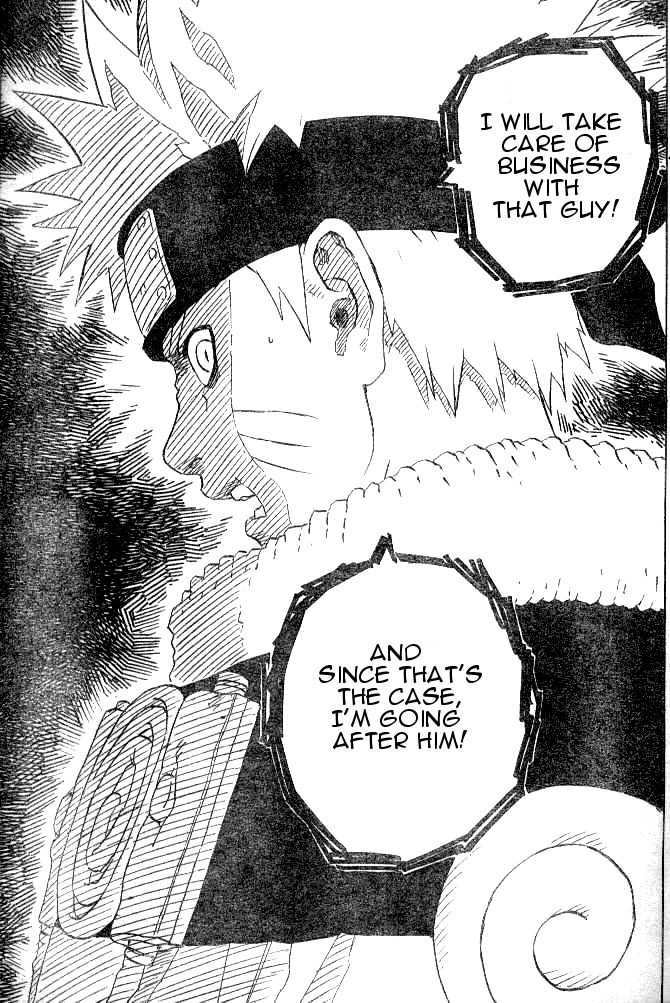 I WILL TAKE
CARE OF
BUSINESS
WITH
THAT GUY!
AND
SINCE THAT'S
THE CASE,
I'M GOING
AFTER HIM!